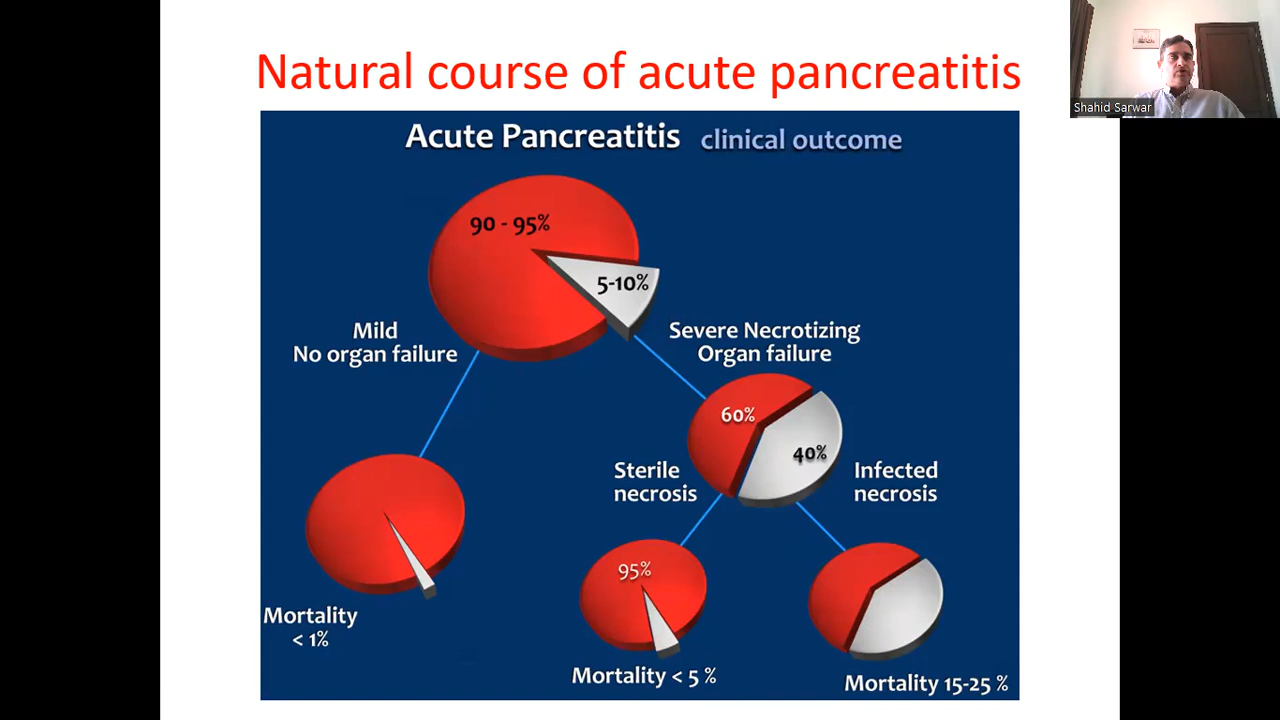 Natural course of acute pancreatitis
Shahid Sarwar
Acute Pancreatitis clinical outcome
90 - 95%
5-10%
Mild
No organ failure
Severe Necrotizing
Organ failure
60%
40%
Sterile
necrosis
Infected
necrosis
95%
Mortality
< 1%
Mortality < 5 %
Mortality 15-25 %